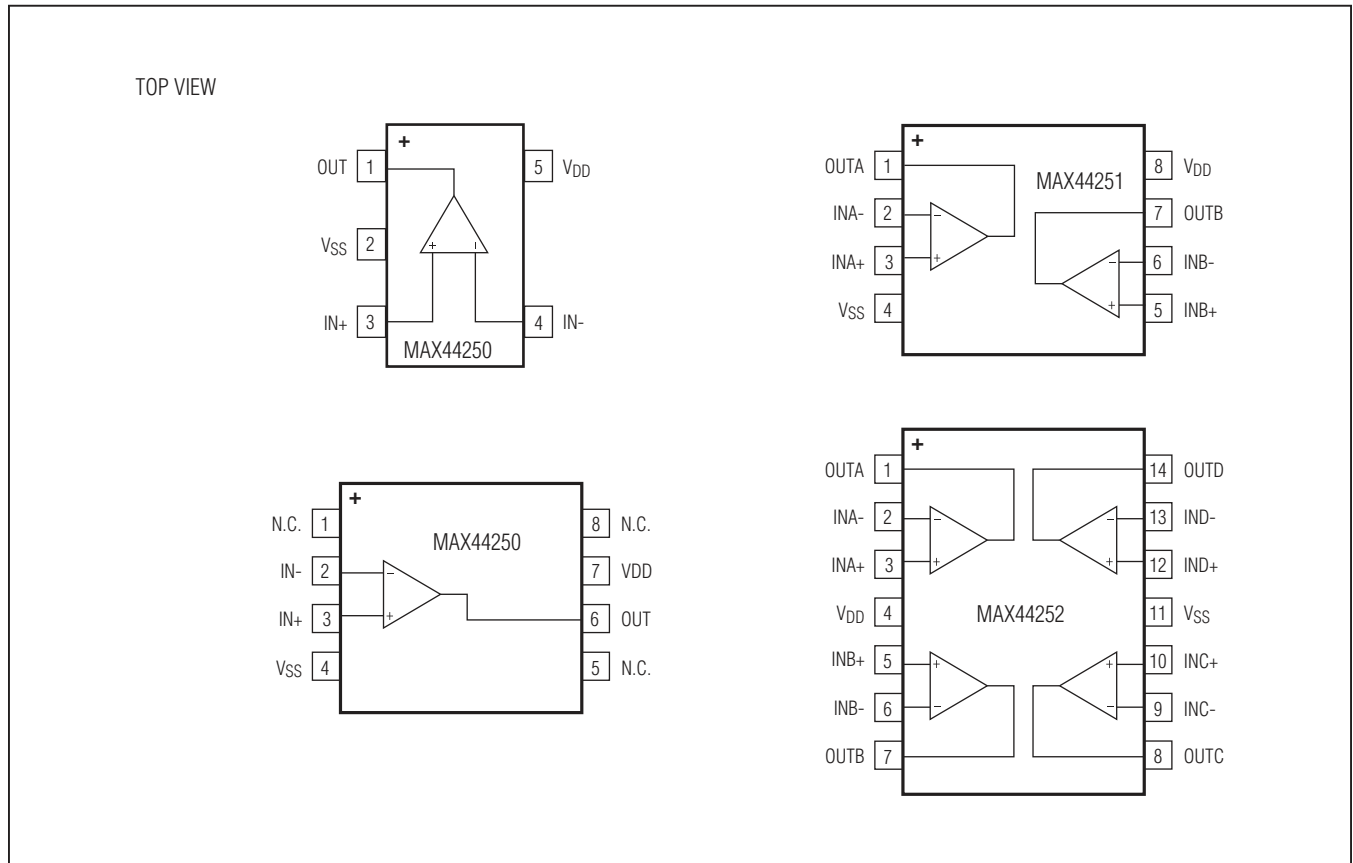 TOP VIEW
+
OUT 1
5 VDD
VSS 2
+ −
IN+ 3
4 IN-
MAX44250
+
OUTA 1
8 VDD
MAX44251
INA- 2
−
7 OUTB
INA+ 3
+
−
6 INB-
VSS 4
+
5 INB+
+
N.C. 1
8 N.C.
MAX44250
IN- 2
−
7 VDD
IN+ 3
+
6 OUT
VSS 4
5 N.C.
+
OUTA 1
14 OUTD
INA- 2
−
−
13 IND-
INA+ 3
+
+
12 IND+
VDD 4
MAX44252
11 VSS
INB+ 5
+
+
10 INC+
INB- 6
−
−
9 INC-
OUTB 7
8 OUTC